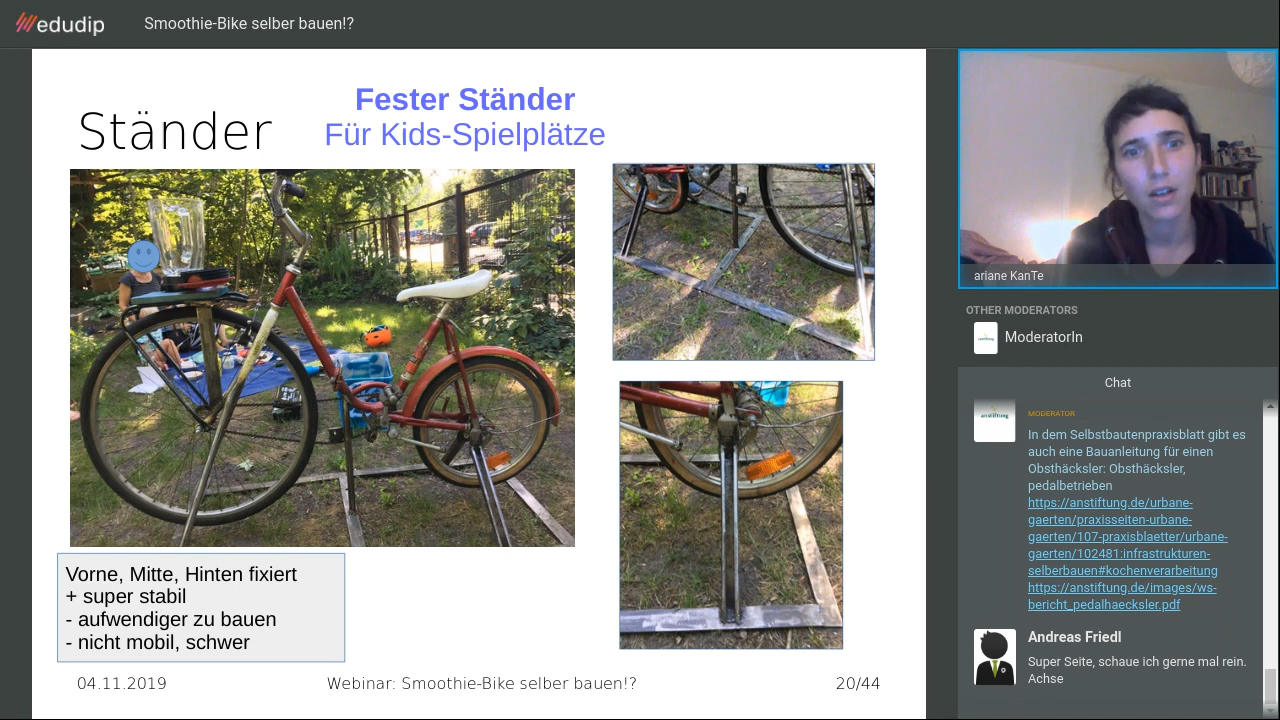 edudip
Smoothie-Bike selber bauen!?
Ständer
Fester Ständer
Für Kids-Spielplätze
Vorne, Mitte, Hinten fixiert
+ super stabil
- aufwendiger zu bauen
- nicht mobil, schwer
04.11.2019
Webinar: Smoothie-Bike selber bauen!?
20/44
ariane KanTe
OTHER MODERATORS
anstiftung
ModeratorIn
Chat
anstiftung
MODERATOR
In dem Selbstbautenpraxisblatt gibt es
auch eine Bauanleitung für einen
Obsthäcksler: Obsthäcksler,
pedalbetrieben
https://anstiftung.de/urbane-
gaerten/praxisseiten-urbane-
gaerten/107-praxisblaetter/urbane-
gaerten/102481:infrastrukturen-
selberbauen#kochenverarbeitung
https://anstiftung.de/images/ws-
bericht_pedalhaecksler.pdf
Andreas Friedl
Super Seite, schaue ich gerne mal rein.
Achse